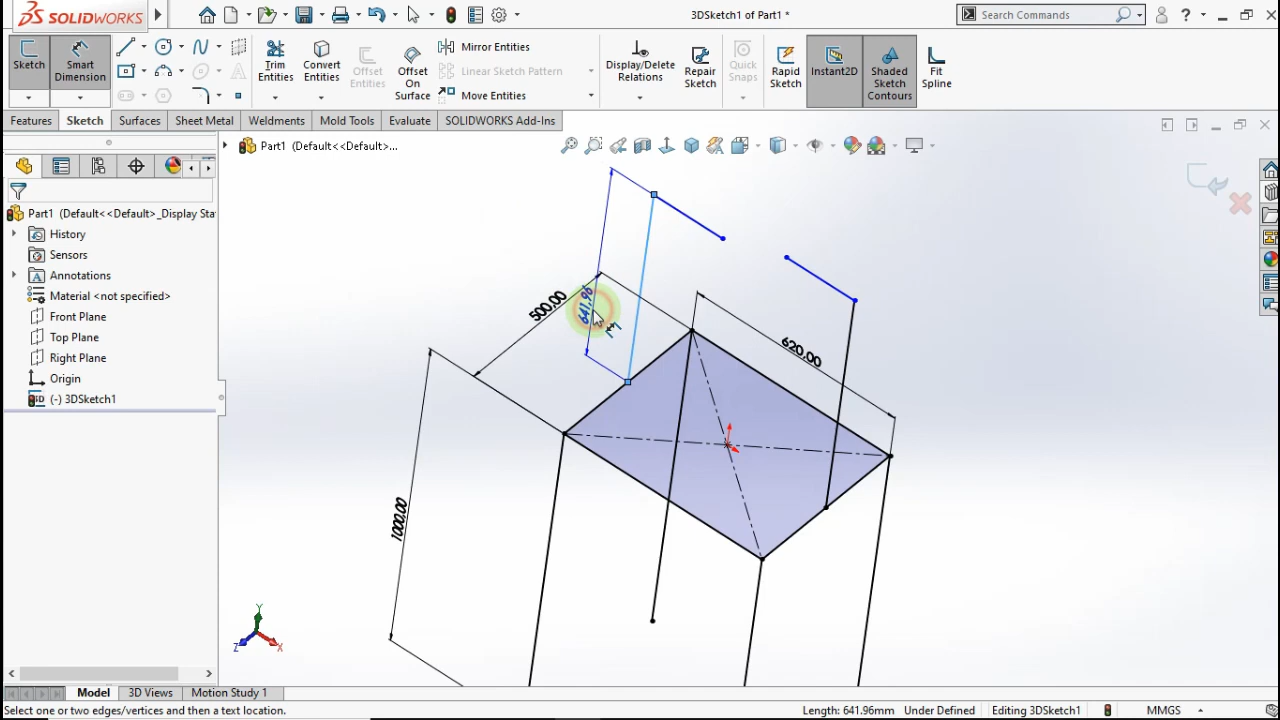 SOLIDWORKS
3DSketch1 of Part1 *
Search Commands
?
Sketch
Smart Dimension
Trim Entities
Convert Entities
Offset Entities
Offset On Surface
Mirror Entities
Linear Sketch Pattern
Move Entities
Display/Delete Relations
Repair Sketch
Quick Snaps
Rapid Sketch
Instant2D
Shaded Sketch Contours
Fit Spline
Features
Sketch
Surfaces
Sheet Metal
Weldments
Mold Tools
Evaluate
SOLIDWORKS Add-Ins
Part1 (Default<<Default>...
Part1 (Default<<Default>_Display Sta
History
Sensors
Annotations
Material <not specified>
Front Plane
Top Plane
Right Plane
Origin
3D (-) 3DSketch1
500,00
641,96
620,00
1000,00
Y
Z
X
Model
3D Views
Motion Study 1
Select one or two edges/vertices and then a text location.
Length: 641.96mm
Under Defined
Editing 3DSketch1
MMGS